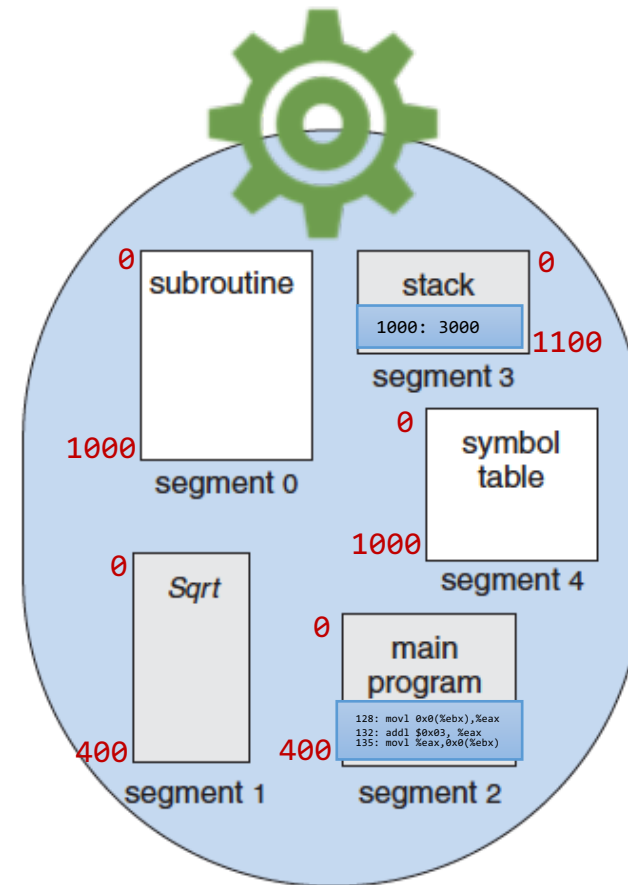 0
subroutine
1000
segment 0
0
stack
1000: 3000
1100
segment 3
0
symbol
table
1000
segment 4
0
Sqrt
400
segment 1
0
main
program
128: movl 0x0(%ebx),%eax
132: addl $0x03, %eax
135: movl %eax,0x0(%ebx)
400
segment 2